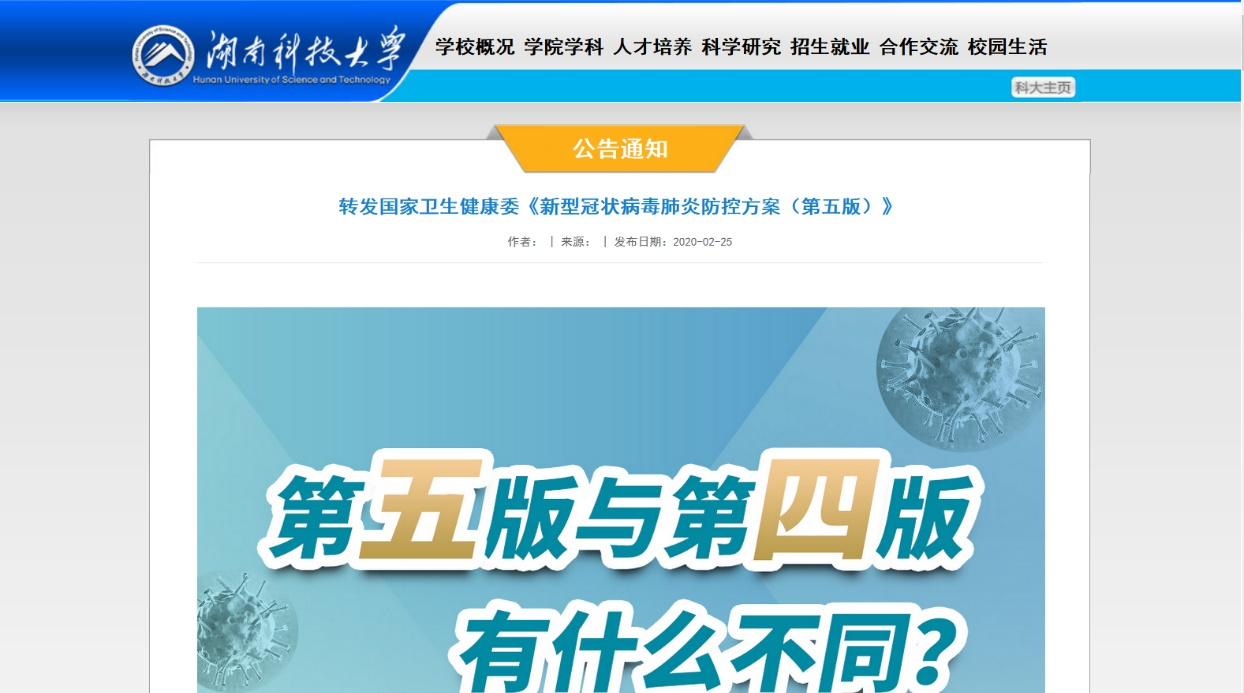 湖南科技大学
Hunan University of Science and Technology
学校概况 学院学科 人才培养 科学研究 招生就业 合作交流 校园生活
科大主页
公告通知
转发国家卫生健康委《新型冠状病毒肺炎防控方案（第五版）》
作者： | 来源： | 发布日期：2020-02-25
第五版与第四版
有什么不同?